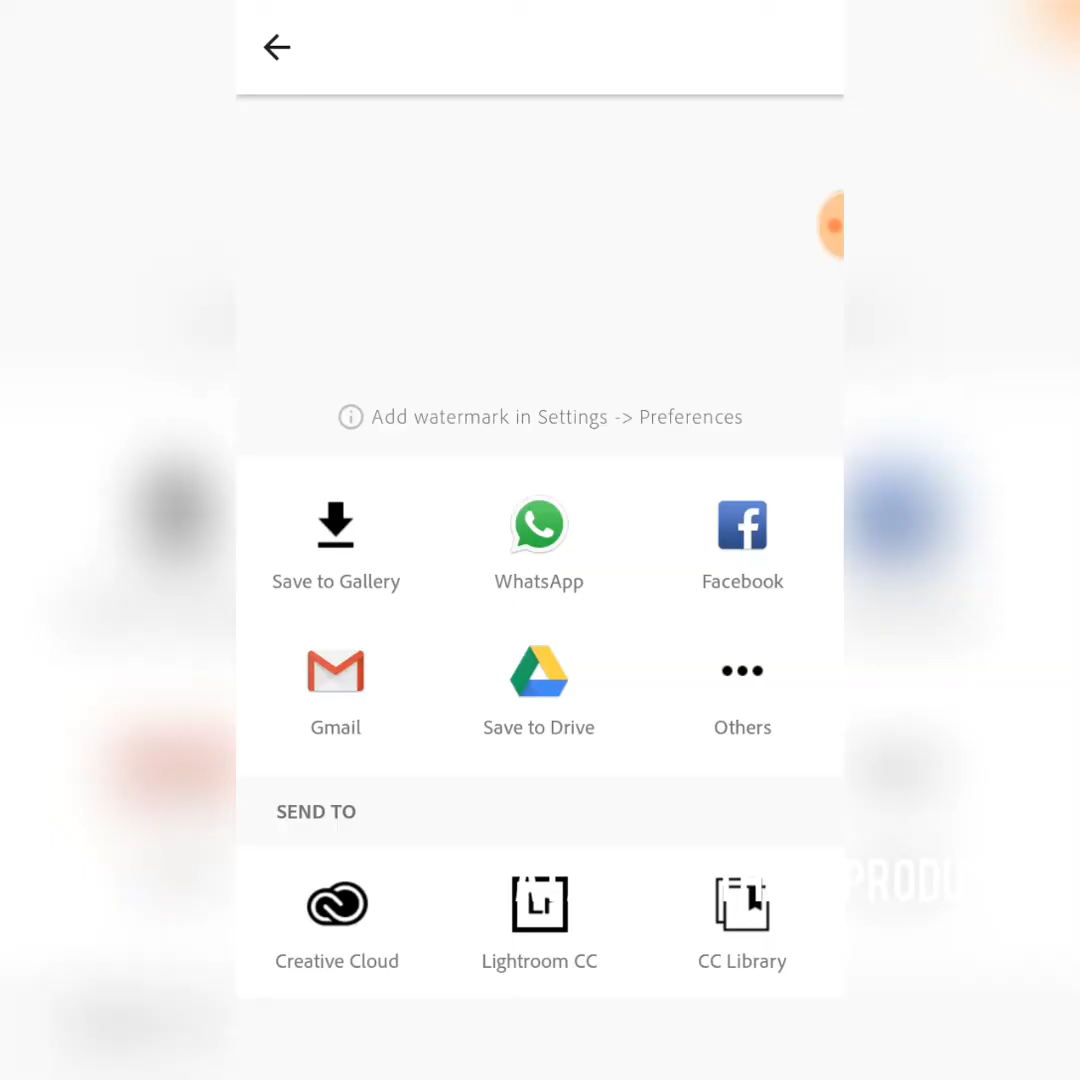 Add watermark in Settings -> Preferences
Save to Gallery
WhatsApp
Facebook
Gmail
Save to Drive
Others
SEND TO
Lr
Creative Cloud
Lightroom CC
CC Library